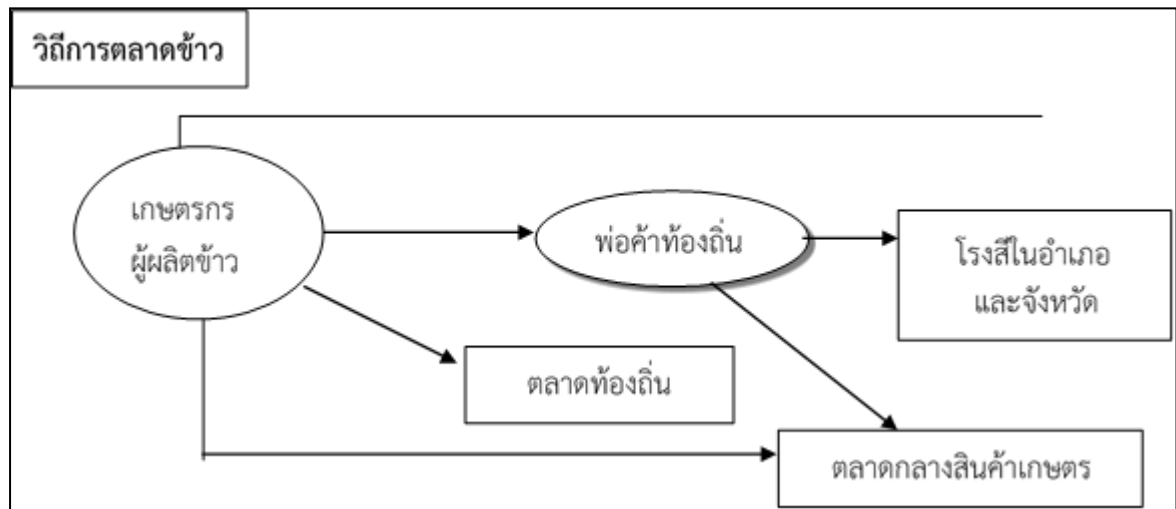 วิถีการตลาดข้าว
เกษตรกร
ผู้ผลิตข้าว
พ่อค้าท้องถิ่น
โรงสีในอำเภอ
และจังหวัด
ตลาดท้องถิ่น
ตลาดกลางสินค้าเกษตร